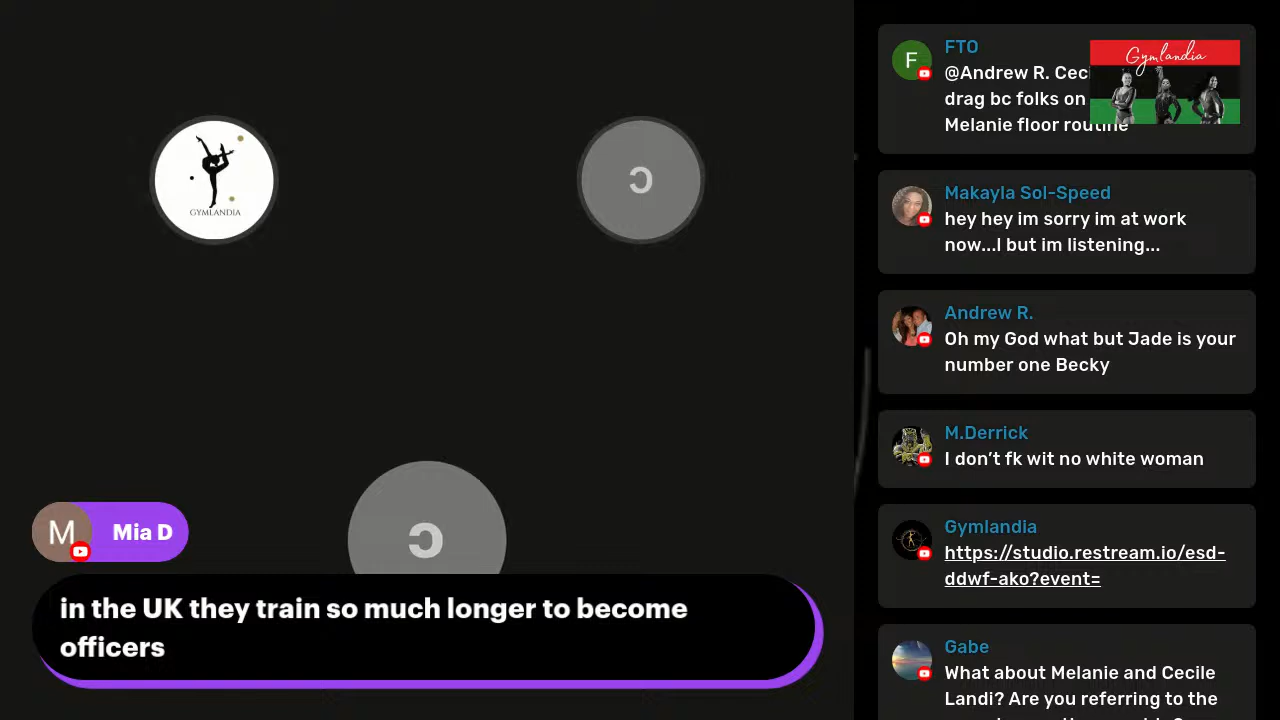 GYMLANDIA
C
C
M
Mia D
in the UK they train so much longer to become
officers
F
FTO
@Andrew R.
drag bc folks on
Melanie floor routine
Gymlandia
Makayla Sol-Speed
hey hey im sorry im at work
now...I but im listening...
Andrew R.
Oh my God what but Jade is your
number one Becky
M.Derrick
I don’t fk wit no white woman
Gymlandia
https://studio.restream.io/esd-
ddwf-ako?event=
Gabe
What about Melanie and Cecile
Landi? Are you referring to the